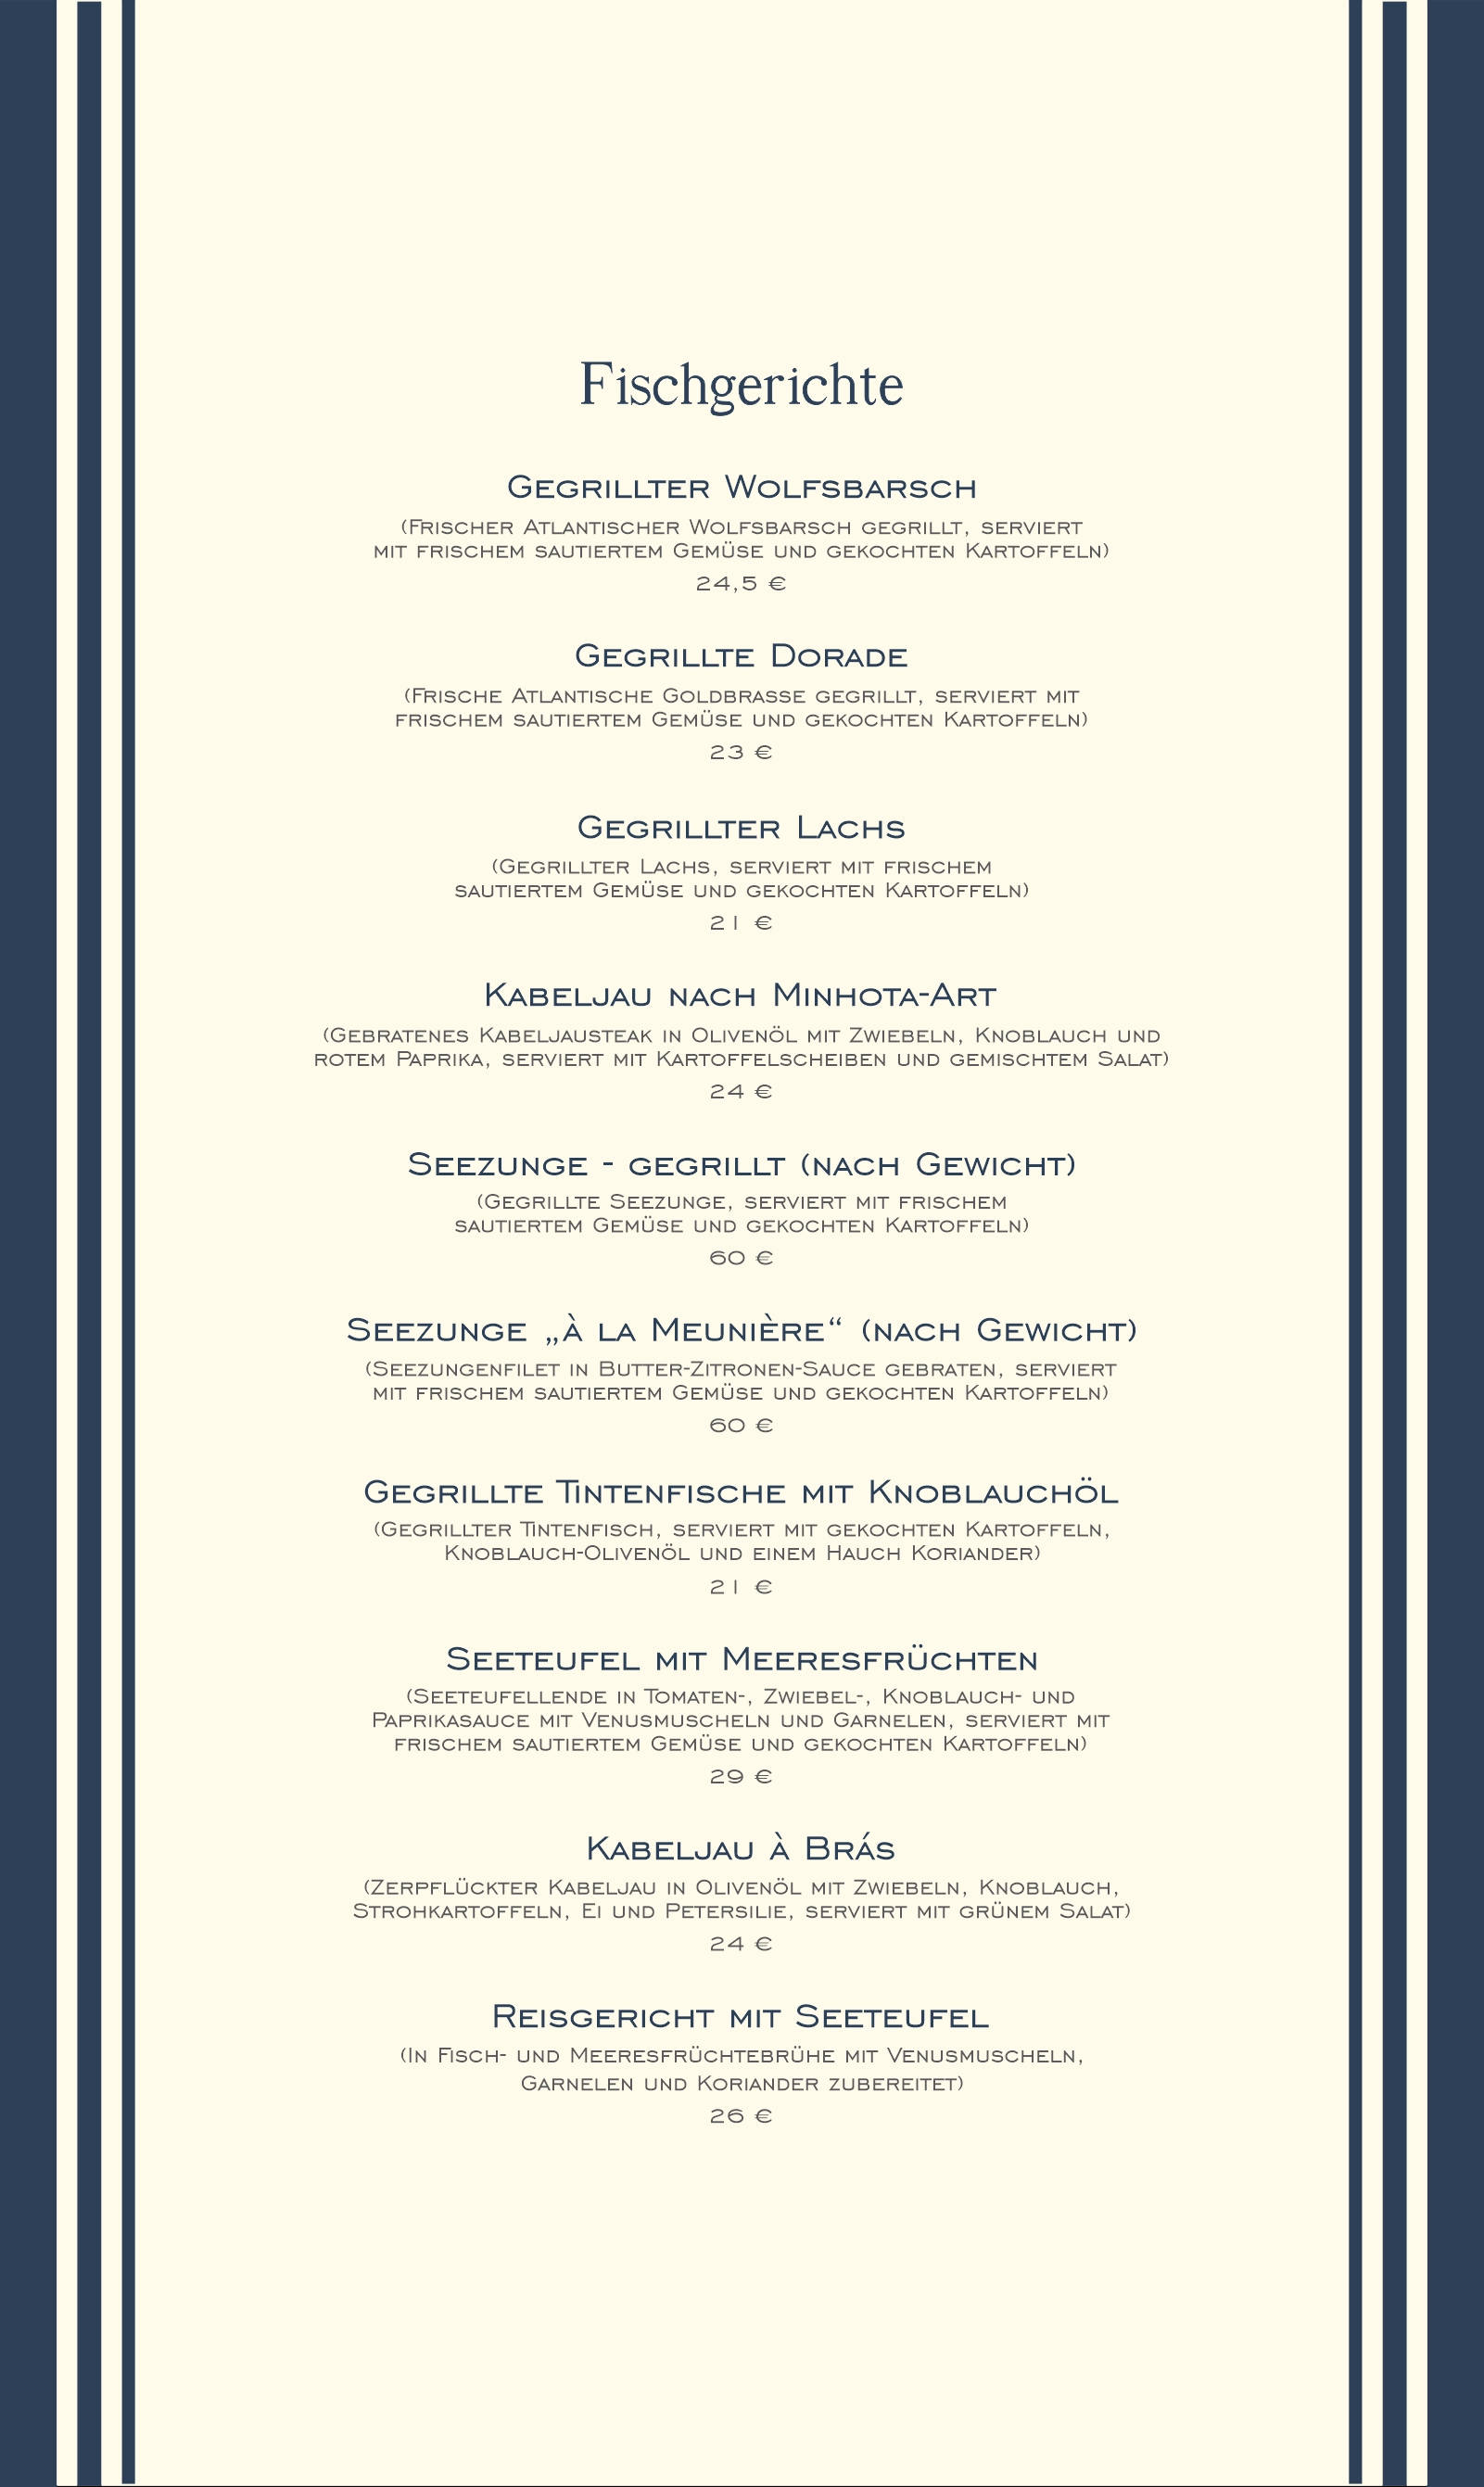 Fischgerichte
Gegrillter Wolfsbarsch
(Frischer Atlantischer Wolfsbarsch gegrillt, serviert
mit frischem sautiertem Gemüse und gekochten Kartoffeln)
24,5 €
Gegrillte Dorade
(Frische Atlantische Goldbrasse gegrillt, serviert mit
frischem sautiertem Gemüse und gekochten Kartoffeln)
23 €
Gegrillter Lachs
(Gegrillter Lachs, serviert mit frischem
sautiertem Gemüse und gekochten Kartoffeln)
21 €
Kabeljau nach Minhota-Art
(Gebratenes Kabeljausteak in Olivenöl mit Zwiebeln, Knoblauch und
rotem Paprika, serviert mit Kartoffelscheiben und gemischtem Salat)
24 €
Seezunge - gegrillt (nach Gewicht)
(Gegrillte Seezunge, serviert mit frischem
sautiertem Gemüse und gekochten Kartoffeln)
60 €
Seezunge „à la Meunière“ (nach Gewicht)
(Seezungenfilet in Butter-Zitronen-Sauce gebraten, serviert
mit frischem sautiertem Gemüse und gekochten Kartoffeln)
60 €
Gegrillte Tintenfische mit Knoblauchöl
(Gegrillter Tintenfisch, serviert mit gekochten Kartoffeln,
Knoblauch-Olivenöl und einem Hauch Koriander)
21 €
Seeteufel mit Meeresfrüchten
(Seeteufellende in Tomaten-, Zwiebel-, Knoblauch- und
Paprikasauce mit Venusmuscheln und Garnelen, serviert mit
frischem sautiertem Gemüse und gekochten Kartoffeln)
29 €
Kabeljau à Brás
(Zerpflückter Kabeljau in Olivenöl mit Zwiebeln, Knoblauch,
Strohkartoffeln, Ei und Petersilie, serviert mit grünem Salat)
24 €
Reisgericht mit Seeteufel
(In Fisch- und Meeresfrüchtebrühe mit Venusmuscheln,
Garnelen und Koriander zubereitet)
26 €